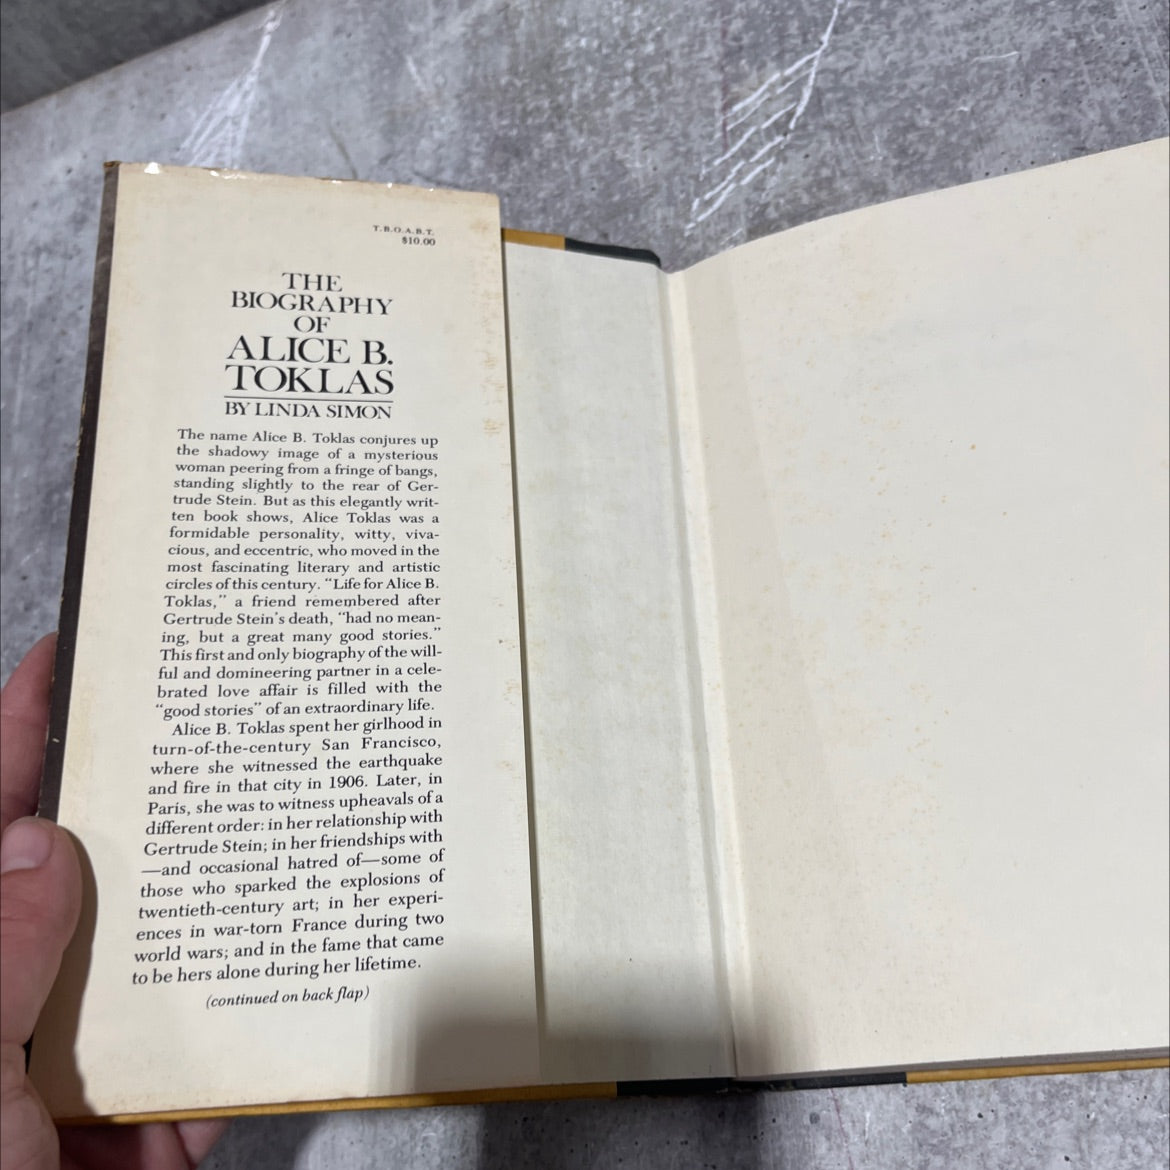 T.B.O.A.B.T.
$10.00
THE
BIOGRAPHY
OF
ALICE B.
TOKLAS
BY LINDA SIMON
The name Alice B. Toklas conjures up
the shadowy image of a mysterious
woman peering from a fringe of bangs,
standing slightly to the rear of Ger-
trude Stein. But as this elegantly writ-
ten book shows, Alice Toklas was a
formidable personality, witty, viva-
cious, and eccentric, who moved in the
most fascinating literary and artistic
circles of this century. “Life for Alice B.
Toklas,” a friend remembered after
Gertrude Stein's death, “had no mean-
ing, but a great many good stories.”
This first and only biography of the will-
ful and domineering partner in a cele-
brated love affair is filled with the
“good stories” of an extraordinary life.
Alice B. Toklas spent her girlhood in
turn-of-the-century San Francisco,
where she witnessed the earthquake
and fire in that city in 1906. Later, in
Paris, she was to witness upheavals of a
different order: in her relationship with
Gertrude Stein; in her friendships with
—and occasional hatred of—some of
those who sparked the explosions of
twentieth-century art; in her experi-
ences in war-torn France during two
world wars; and in the fame that came
to be hers alone during her lifetime.
(continued on back flap)